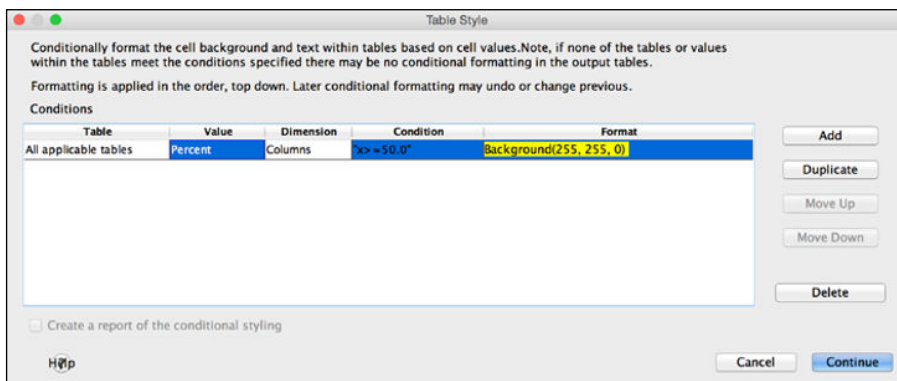 Table Style
Conditionally format the cell background and text within tables based on cell values.Note, if none of the tables or values
within the tables meet the conditions specified there may be no conditional formatting in the output tables.
Formatting is applied in the order, top down. Later conditional formatting may undo or change previous.
Conditions
Table Value Dimension Condition Format
All applicable tables Percent Columns "x>=50.0" Background(255, 255, 0)
Add
Duplicate
Move Up
Move Down
Delete
Create a report of the conditional styling
Help Cancel Continue